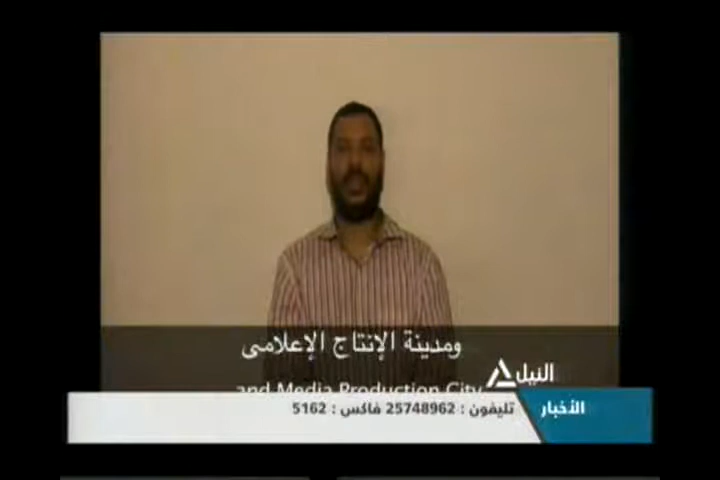 ومدينة الإنتاج الإعلامى
and Media Production City
النيل
الأخبار
تليفون : 25748962 فاكس : 5162